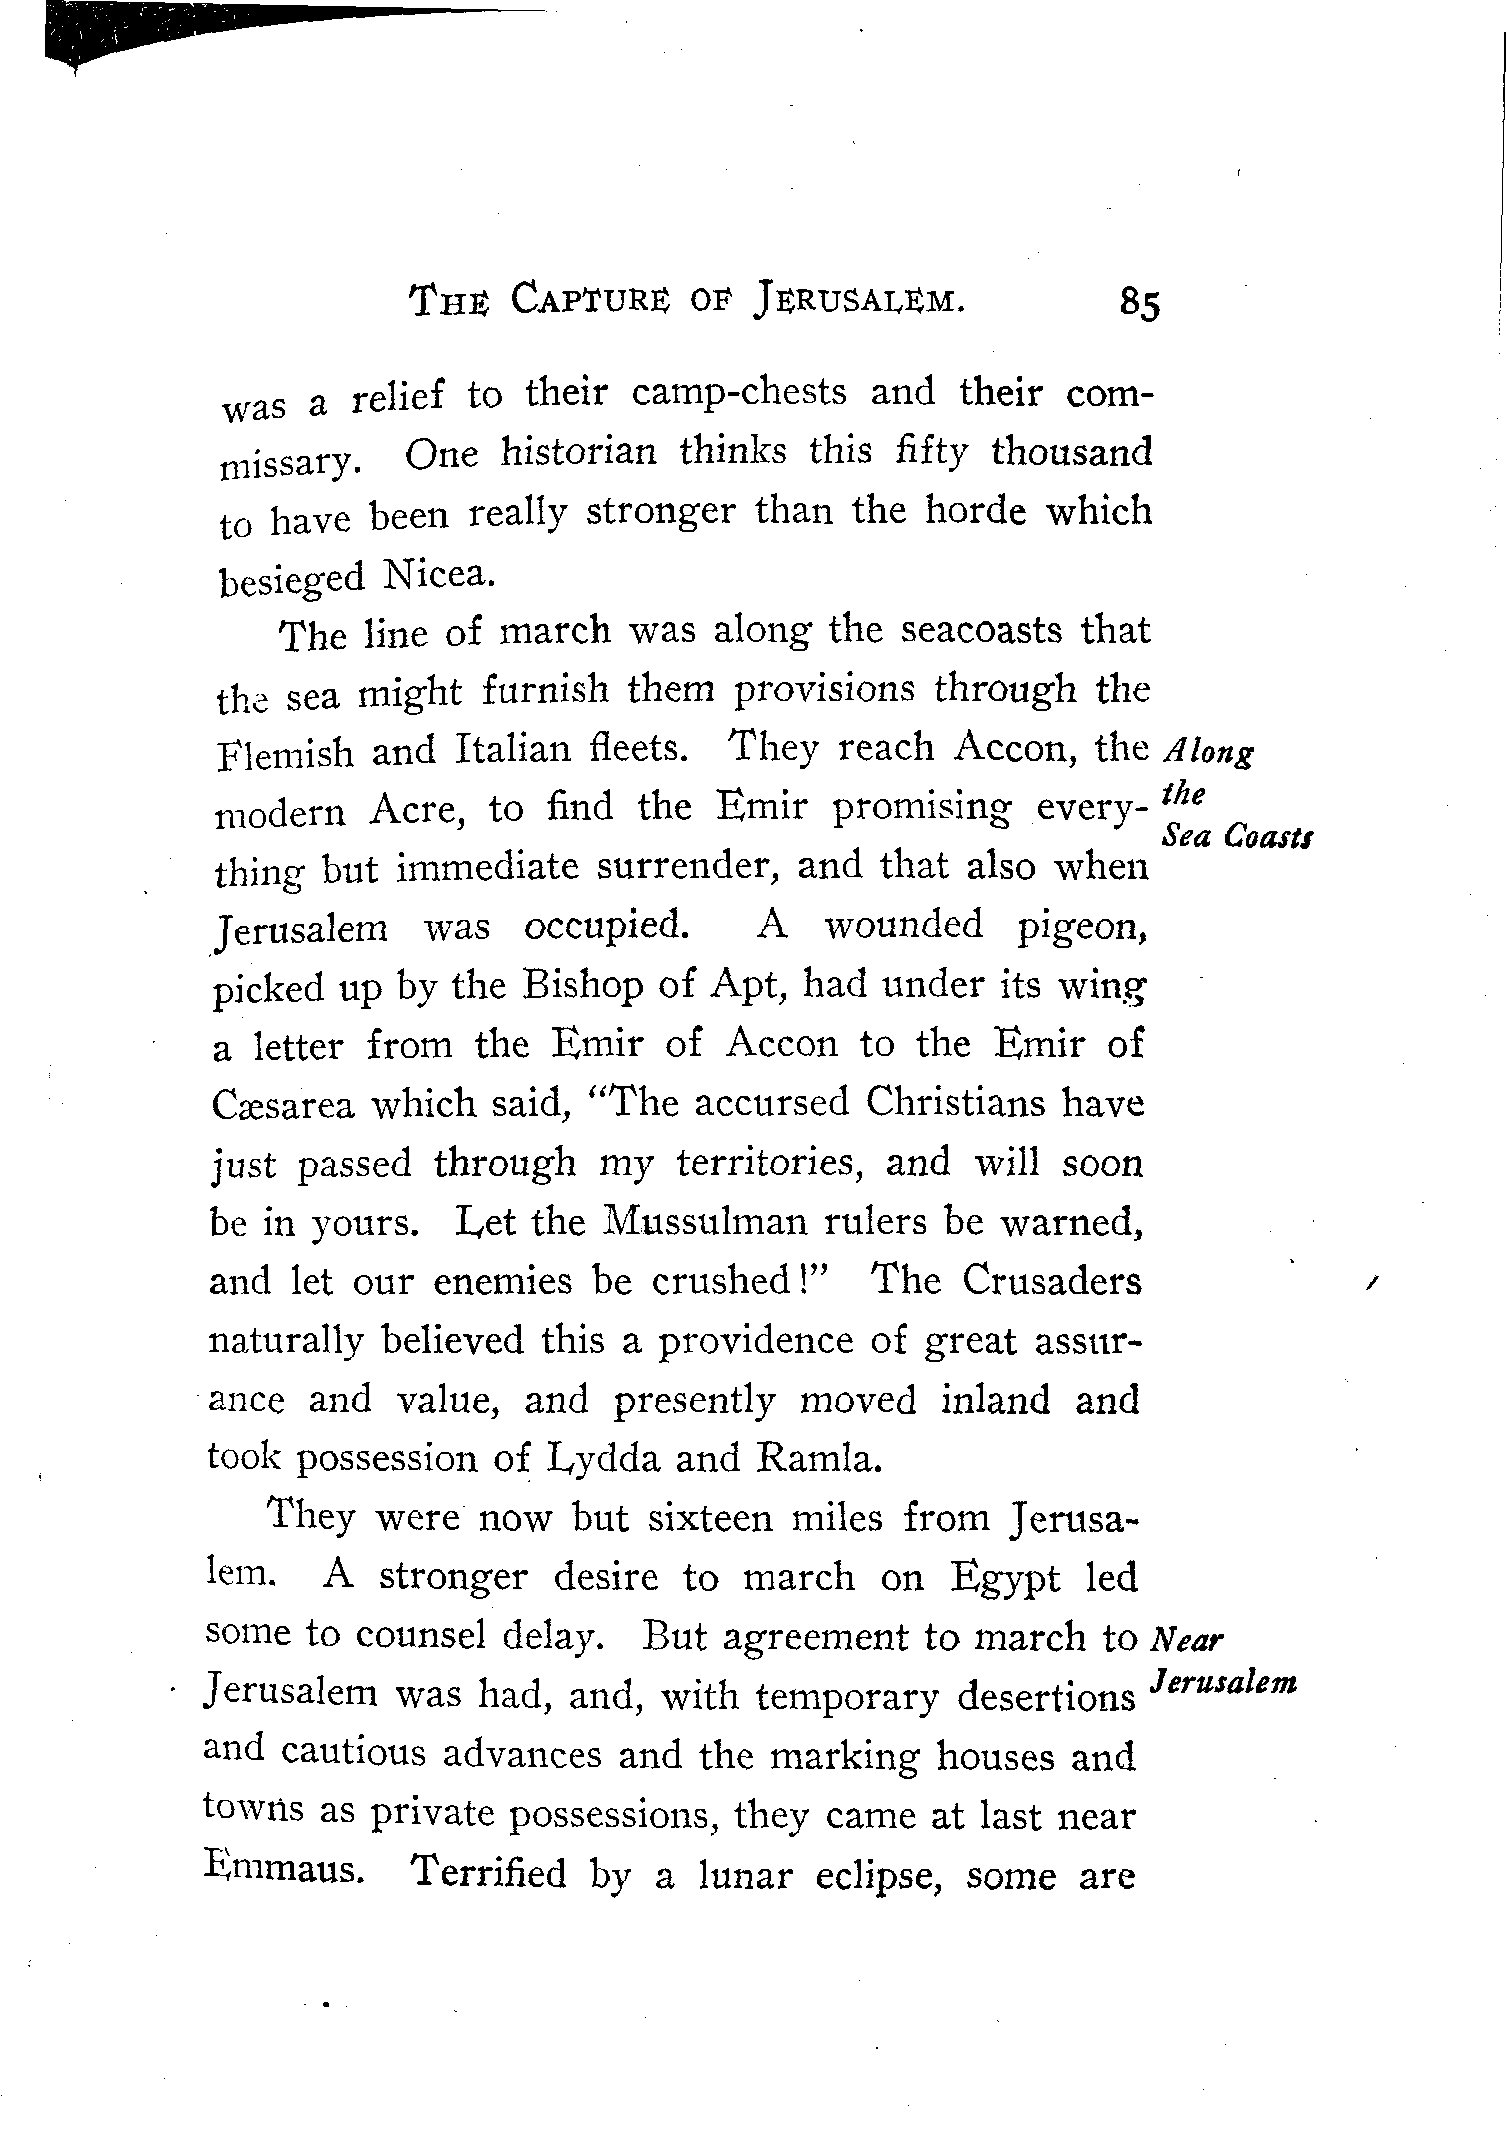 THE CAPTURE OF JERUSALEM. 85
was a relief to their camp-chests and their com-
missary. One historian thinks this fifty thousand
to have been really stronger than the horde which
besieged Nicea.
The line of march was along the seacoasts that
the sea might furnish them provisions through the
Flemish and Italian fleets. They reach Accon, the
modern Acre, to find the Emir promising every-
thing but immediate surrender, and that also when
Jerusalem was occupied. A wounded pigeon,
picked up by the Bishop of Apt, had under its wing
a letter from the Emir of Accon to the Emir of
Cæsarea which said, "The accursed Christians have
just passed through my territories, and will soon
be in yours. Let the Mussulman rulers be warned,
and let our enemies be crushed!" The Crusaders
naturally believed this a providence of great assur-
ance and value, and presently moved inland and
took possession of Lydda and Ramla.
They were now but sixteen miles from Jerusa-
lem. A stronger desire to march on Egypt led
some to counsel delay. But agreement to march to
Jerusalem was had, and, with temporary desertions
and cautious advances and the marking houses and
towns as private possessions, they came at last near
Emmaus. Terrified by a lunar eclipse, some are
Along
the
Sea Coasts
Near
Jerusalem